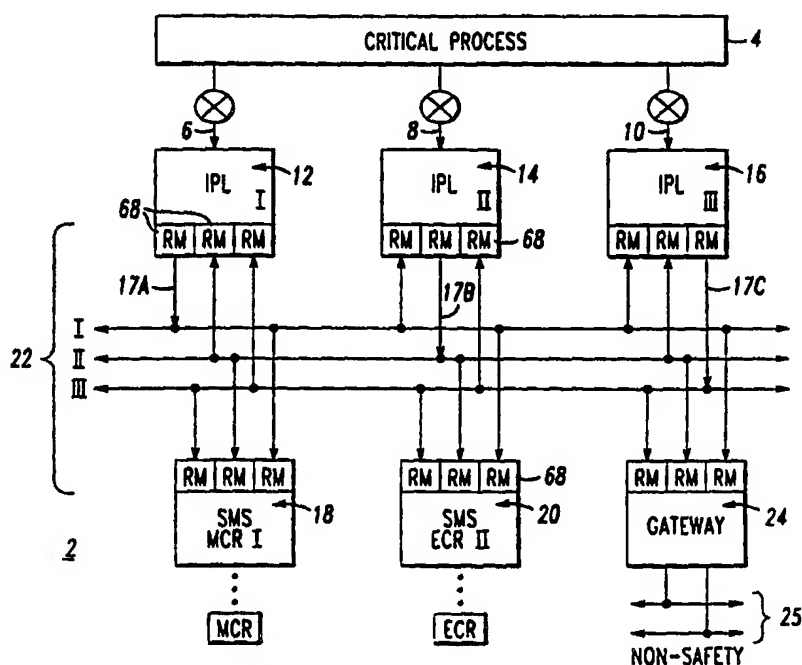 CRITICAL PROCESS
4
6
8
10
IPL I
12
IPL II
14
IPL III
16
68
RM RM RM
RM RM RM
68
RM RM RM
17A
17B
17C
22
I
II
III
RM RM RM
RM RM RM
68
RM RM RM
SMS
MCR I
18
SMS
ECR II
20
GATEWAY
24
2
MCR
ECR
25
NON-SAFETY